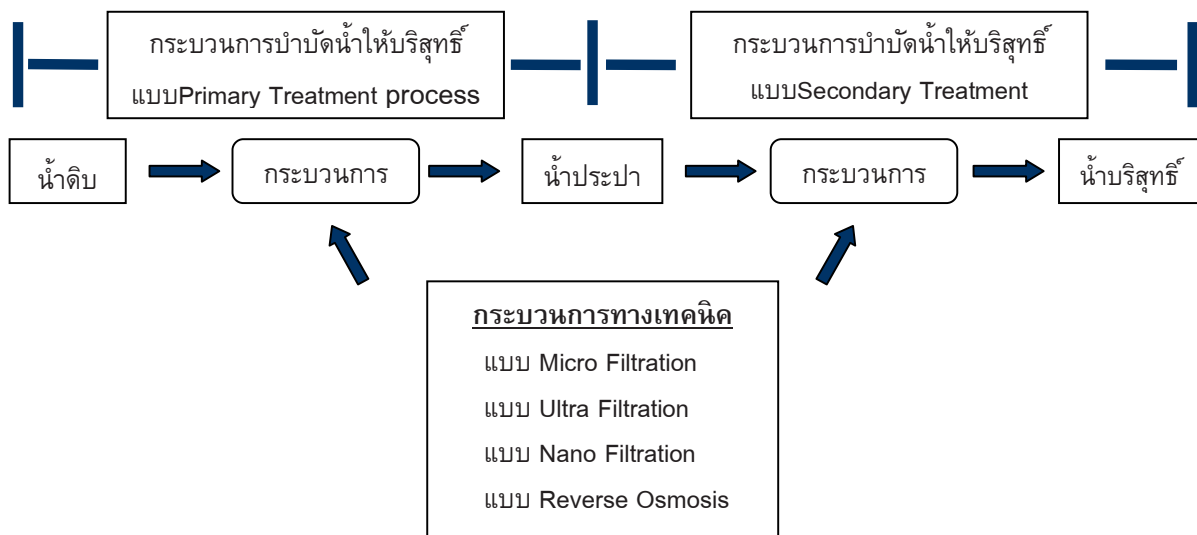 กระบวนการบำบัดน้ำให้บริสุทธิ์
แบบPrimary Treatment process
กระบวนการบำบัดน้ำให้บริสุทธิ์
แบบSecondary Treatment
น้ำดิบ
กระบวนการ
น้ำประปา
กระบวนการ
น้ำบริสุทธิ์
กระบวนการทางเทคนิค
แบบ Micro Filtration
แบบ Ultra Filtration
แบบ Nano Filtration
แบบ Reverse Osmosis